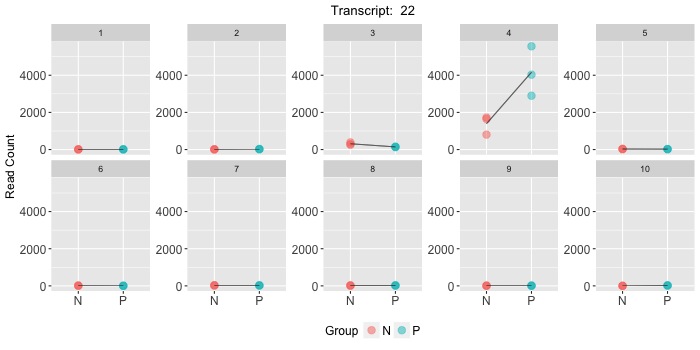 Transcript: 22
1 2 3 4 5
4000 4000 4000 4000 4000
2000 2000 2000 2000 2000
0 0 0 0 0
Read Count
6 7 8 9 10
4000 4000 4000 4000 4000
2000 2000 2000 2000 2000
0 0 0 0 0
N P N P N P N P N P
Group N P